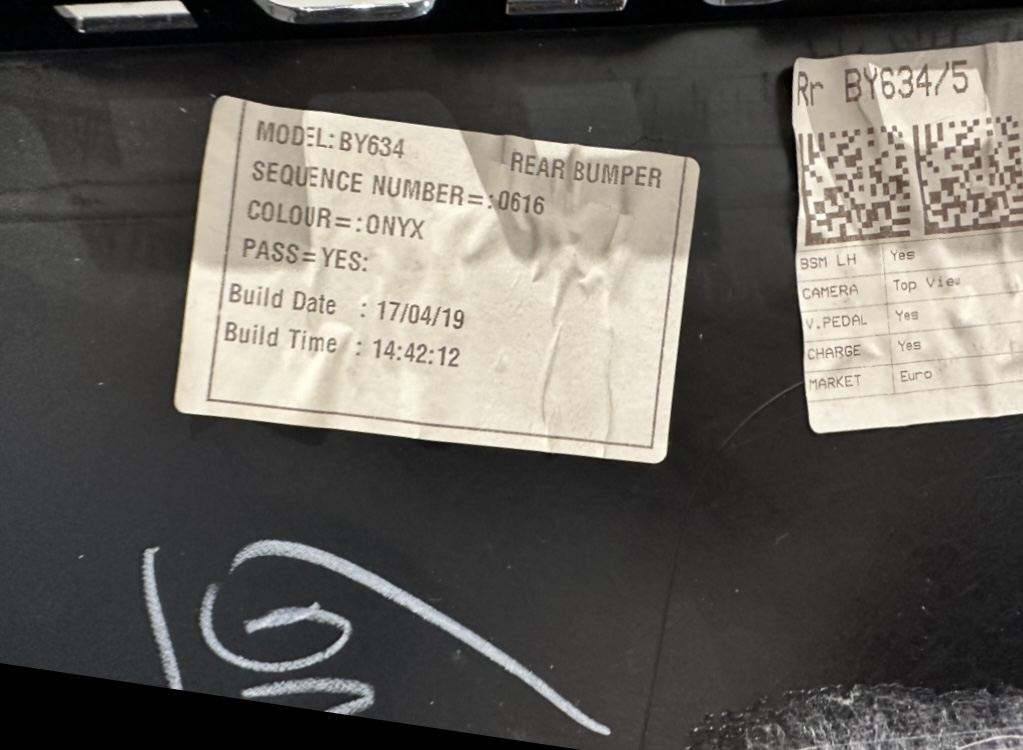 MODEL: BY634
REAR BUMPER
SEQUENCE NUMBER=:0616
COLOUR=:ONYX
PASS=YES:
Build Date : 17/04/19
Build Time : 14:42:12
Rr BY634/5
BSM LH Yes
CAMERA Top View
V.PEDAL Yes
CHARGE Yes
MARKET Euro